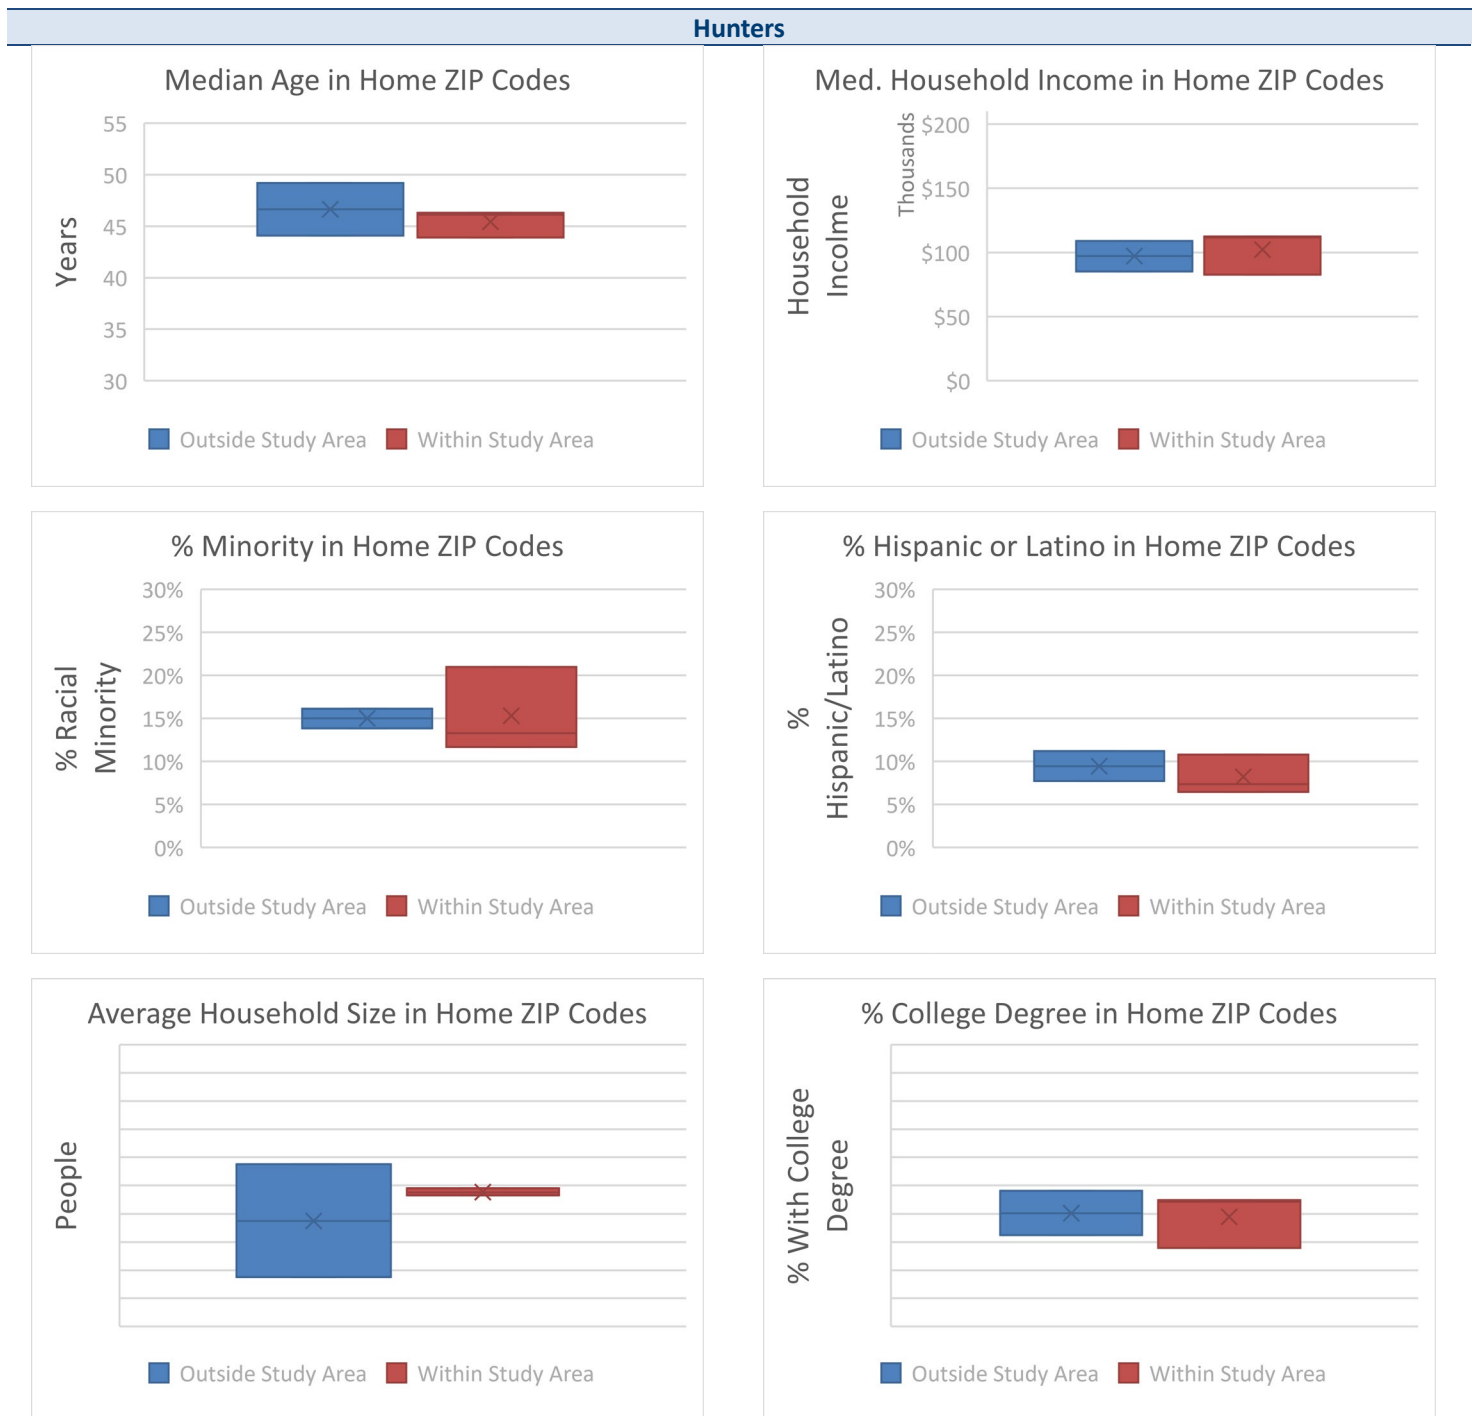 Hunters
Median Age in Home ZIP Codes
Years
55
50
45
40
35
30
Outside Study Area
Within Study Area
Med. Household Income in Home ZIP Codes
Household
Incolme
Thousands
$200
$150
$100
$50
$0
Outside Study Area
Within Study Area
% Minority in Home ZIP Codes
% Racial
Minority
30%
25%
20%
15%
10%
5%
0%
Outside Study Area
Within Study Area
% Hispanic or Latino in Home ZIP Codes
%
Hispanic/Latino
30%
25%
20%
15%
10%
5%
0%
Outside Study Area
Within Study Area
Average Household Size in Home ZIP Codes
People
Outside Study Area
Within Study Area
% College Degree in Home ZIP Codes
% With College
Degree
Outside Study Area
Within Study Area